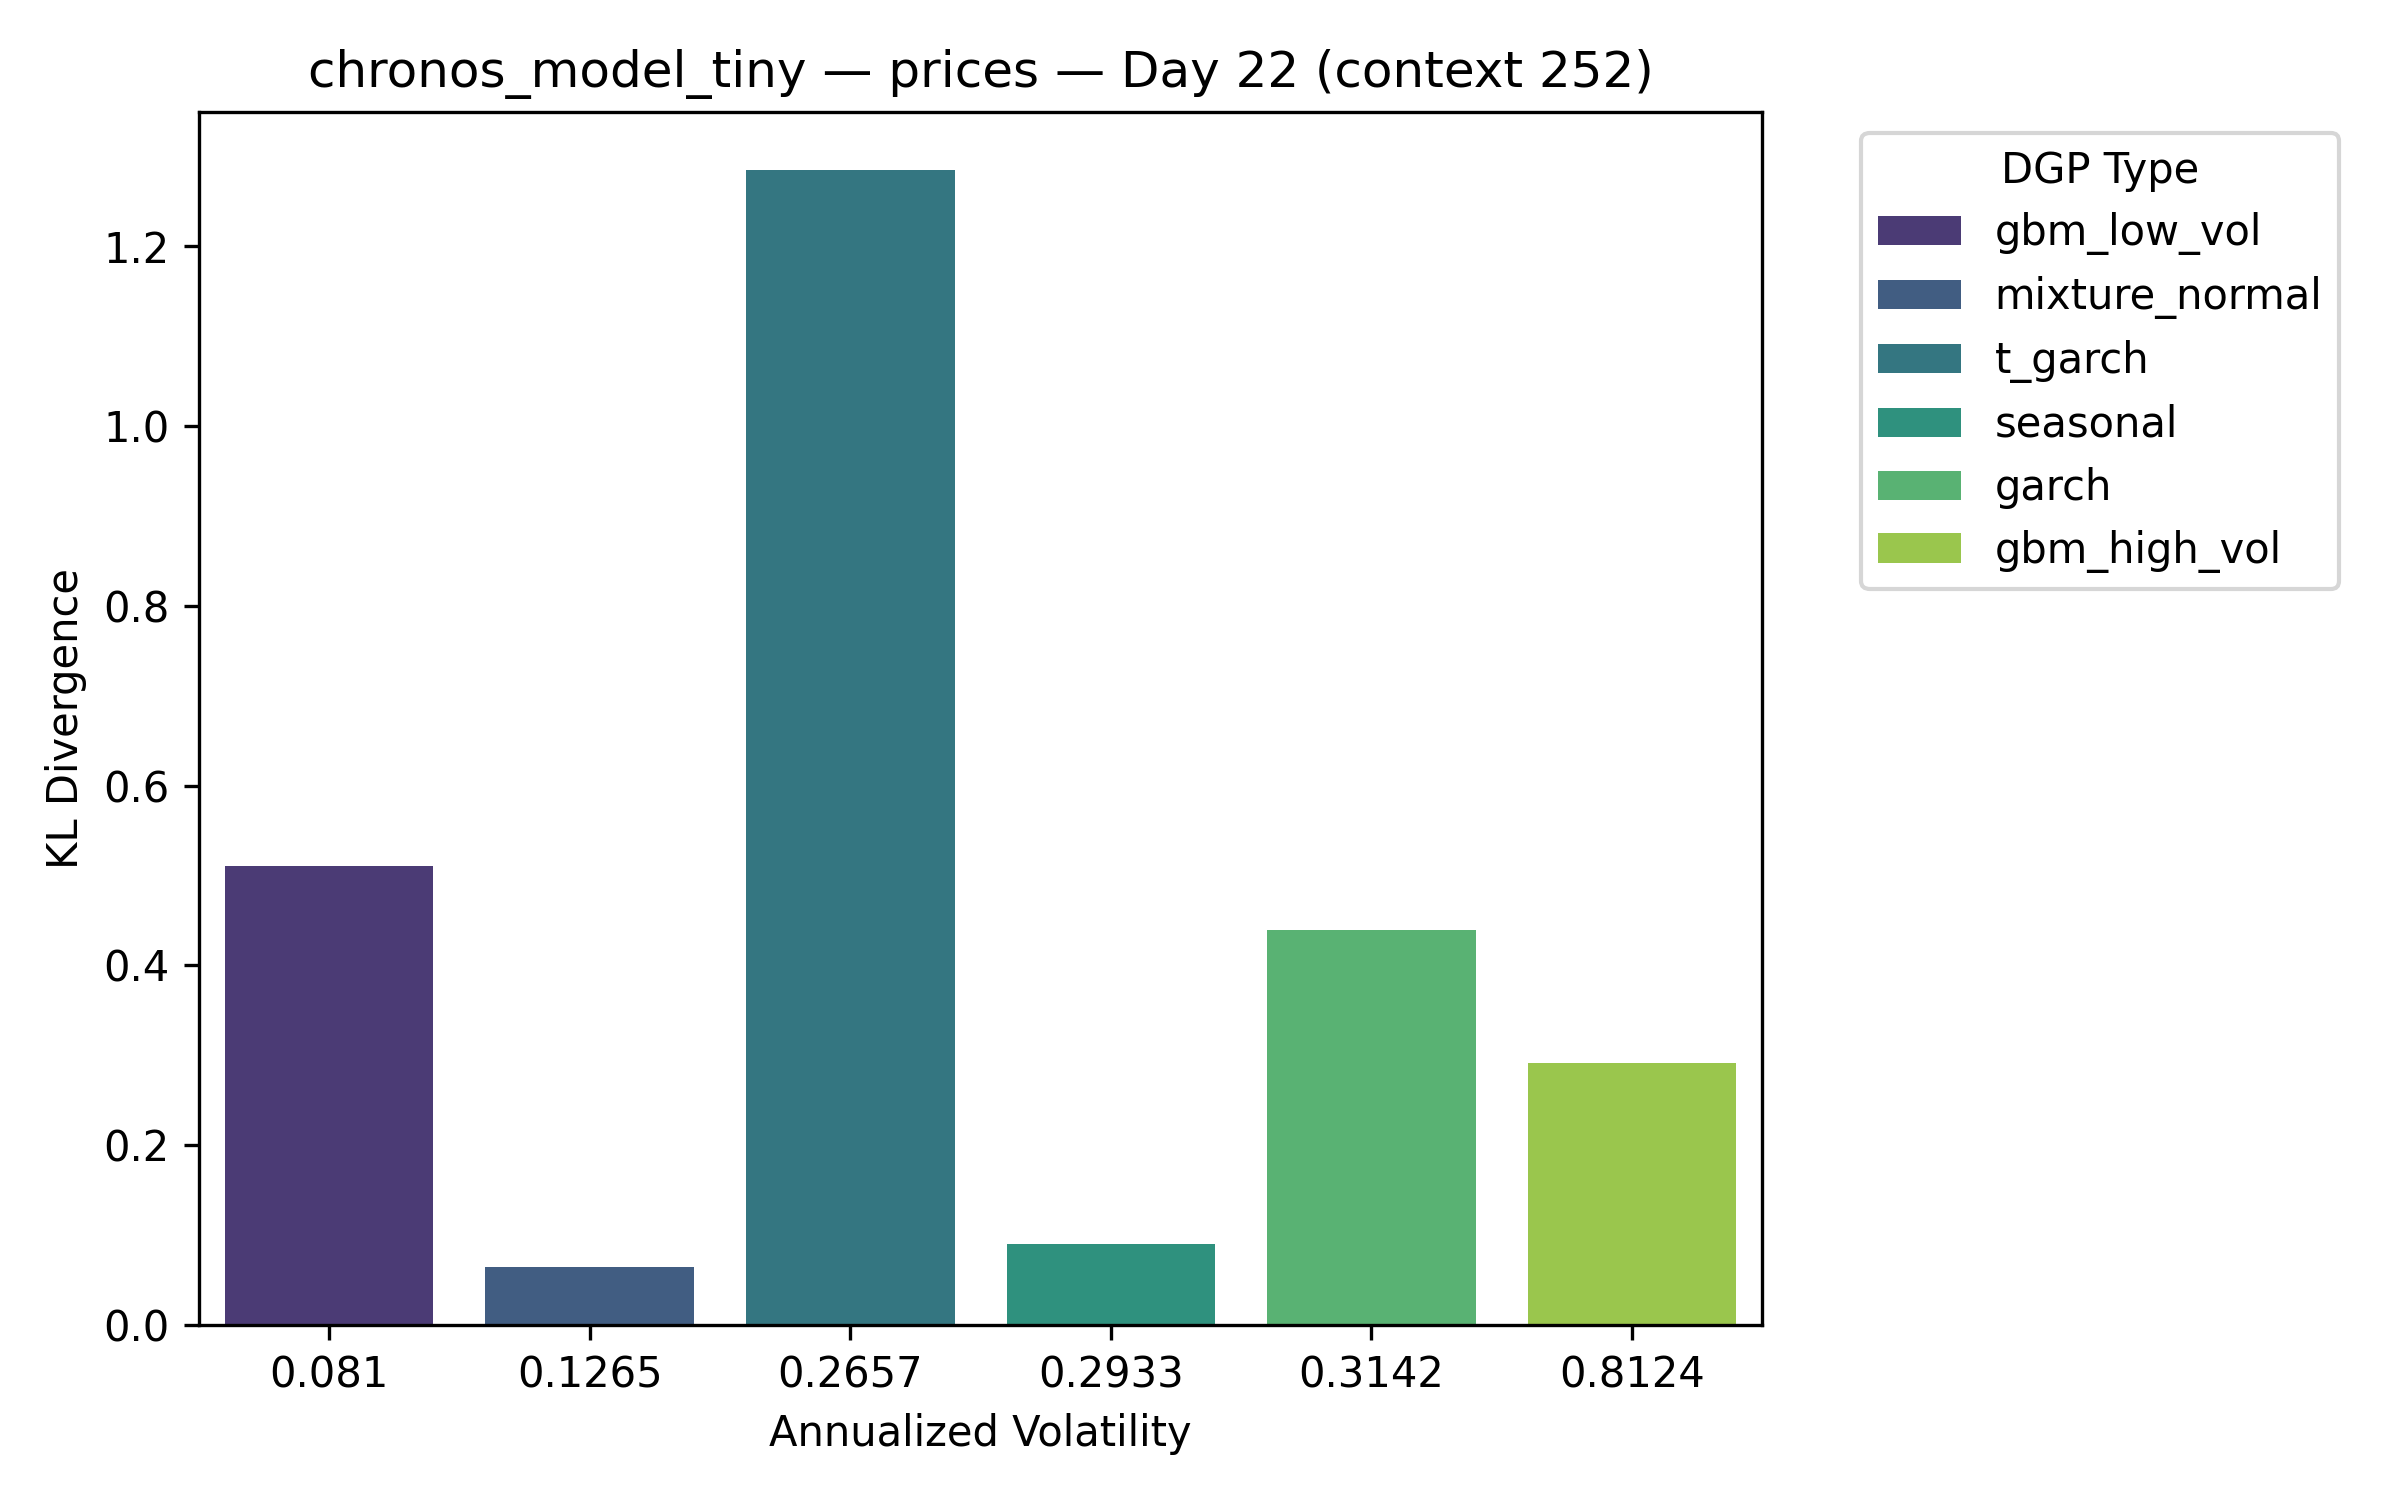 chronos_model_tiny — prices — Day 22 (context 252)
KL Divergence
1.2
1.0
0.8
0.6
0.4
0.2
0.0
0.081 0.1265 0.2657 0.2933 0.3142 0.8124
Annualized Volatility
DGP Type
gbm_low_vol
mixture_normal
t_garch
seasonal
garch
gbm_high_vol